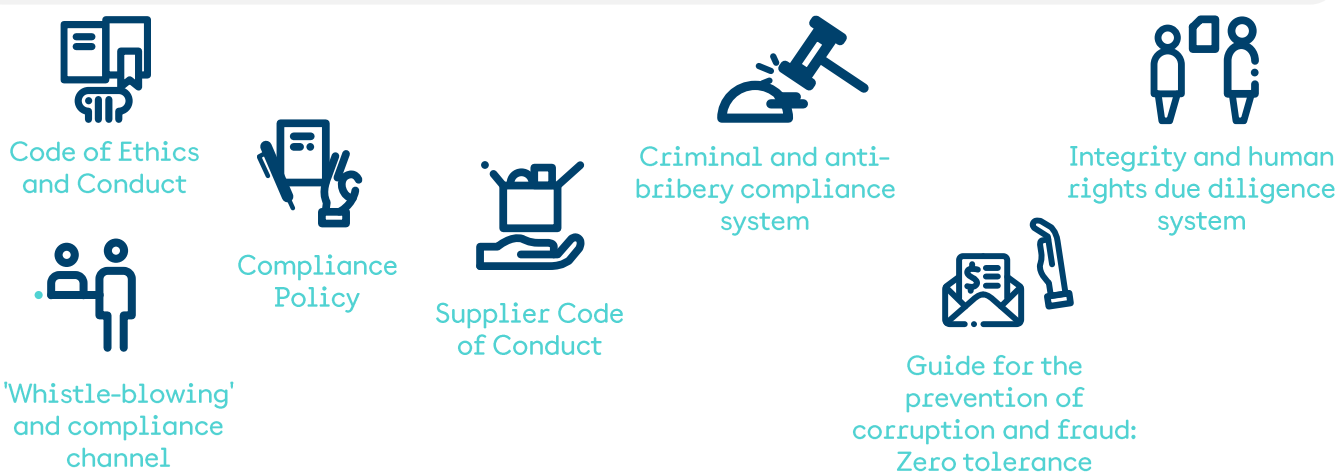 Code of Ethics
and Conduct
'Whistle-blowing'
and compliance
channel
Compliance
Policy
Supplier Code
of Conduct
Criminal and anti-
bribery compliance
system
Guide for the
prevention of
corruption and fraud:
Zero tolerance
Integrity and human
rights due diligence
system